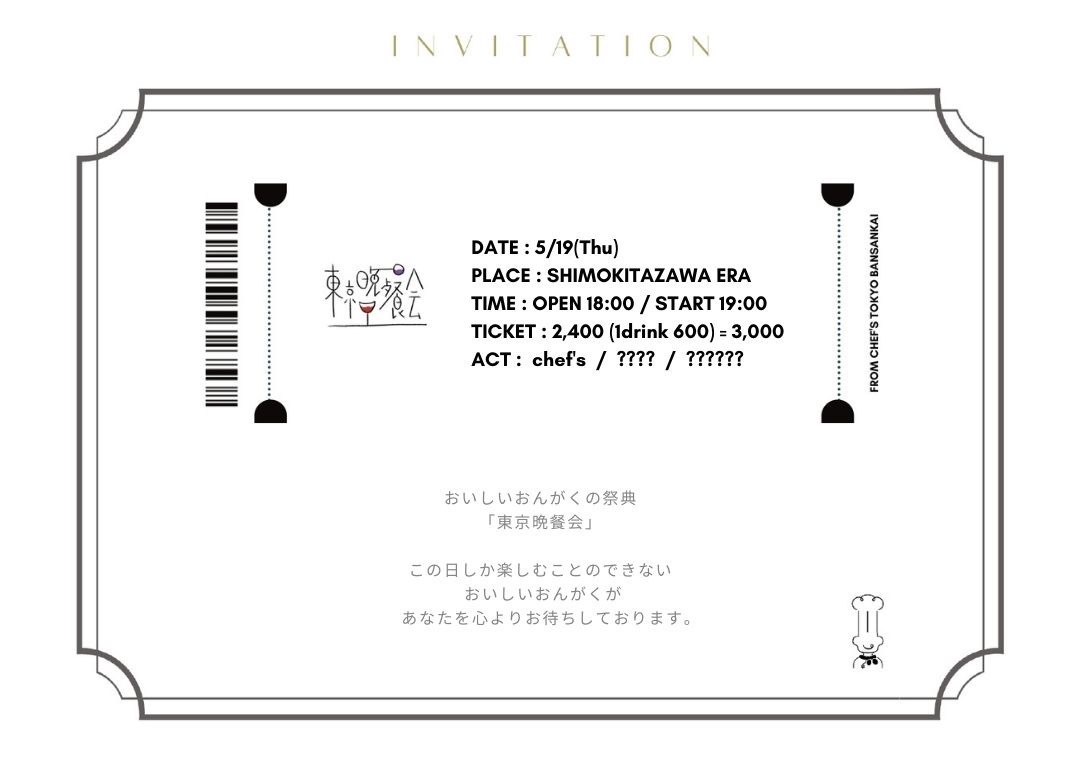 INVITATION
東京晩餐会
DATE : 5/19(Thu)
PLACE : SHIMOKITAZAWA ERA
TIME : OPEN 18:00 / START 19:00
TICKET : 2,400 (1drink 600) = 3,000
ACT : chef's / ???? / ??????
FROM CHEF'S TOKYO BANSANKAI
おいしいおんがくの祭典
「東京晩餐会」
この日しか楽しむことのできない
おいしいおんがくが
あなたを心よりお待ちしております。